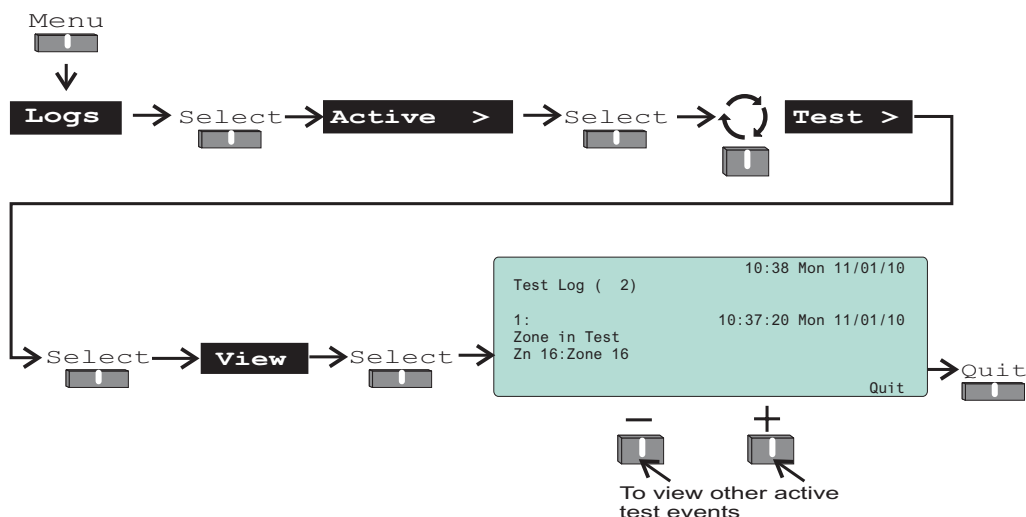 Menu
Logs Select Active > Select Test >
Select View Select
10:38 Mon 11/01/10
Test Log ( 2)
1: 10:37:20 Mon 11/01/10
Zone in Test
Zn 16:Zone 16
Quit
Quit
– +
To view other active
test events